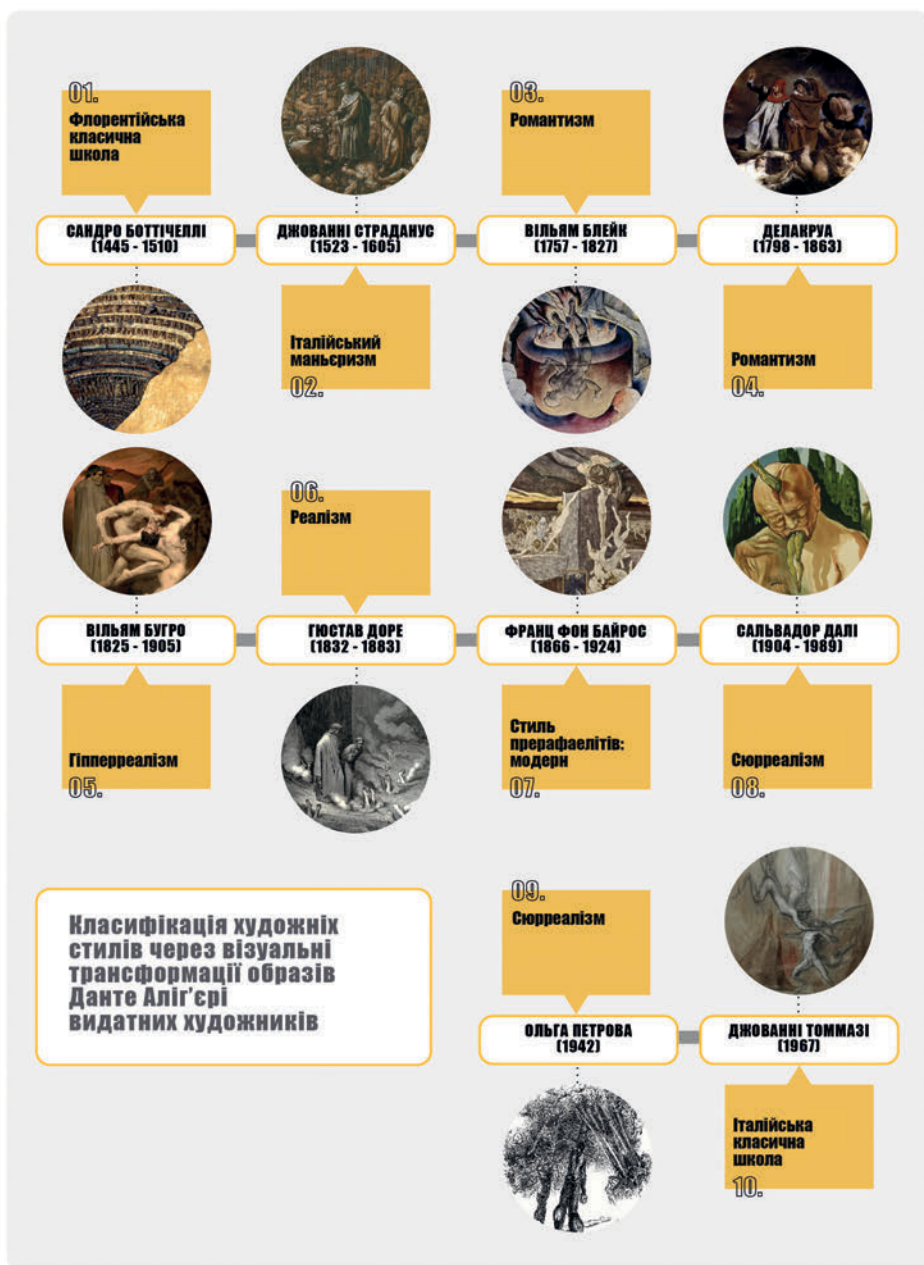 01.
Флорентійська
класична
школа
САНДРО БОТТІЧЕЛЛІ
(1445 - 1510)
ДЖОВАННІ СТРАДАНУС
(1523 - 1605)
Італійський
маньєризм
02.
03.
Романтизм
ВІЛЬЯМ БЛЕЙК
(1757 - 1827)
ДЕЛАКРУА
(1798 - 1863)
Романтизм
04.
ВІЛЬЯМ БУГРО
(1825 - 1905)
Гіпперреалізм
05.
06.
Реалізм
ГЮСТАВ ДОРЕ
(1832 - 1883)
ФРАНЦ ФОН БАЙРОС
(1866 - 1924)
Стиль
прерафаелітів:
модерн
07.
САЛЬВАДОР ДАЛІ
(1904 - 1989)
Сюрреалізм
08.
Класифікація художніх
стилів через візуальні
трансформації образів
Данте Аліг’єрі
видатних художників
09.
Сюрреалізм
ОЛЬГА ПЕТРОВА
(1942)
ДЖОВАННІ ТОММАЗІ
(1967)
Італійська
класична
школа
10.